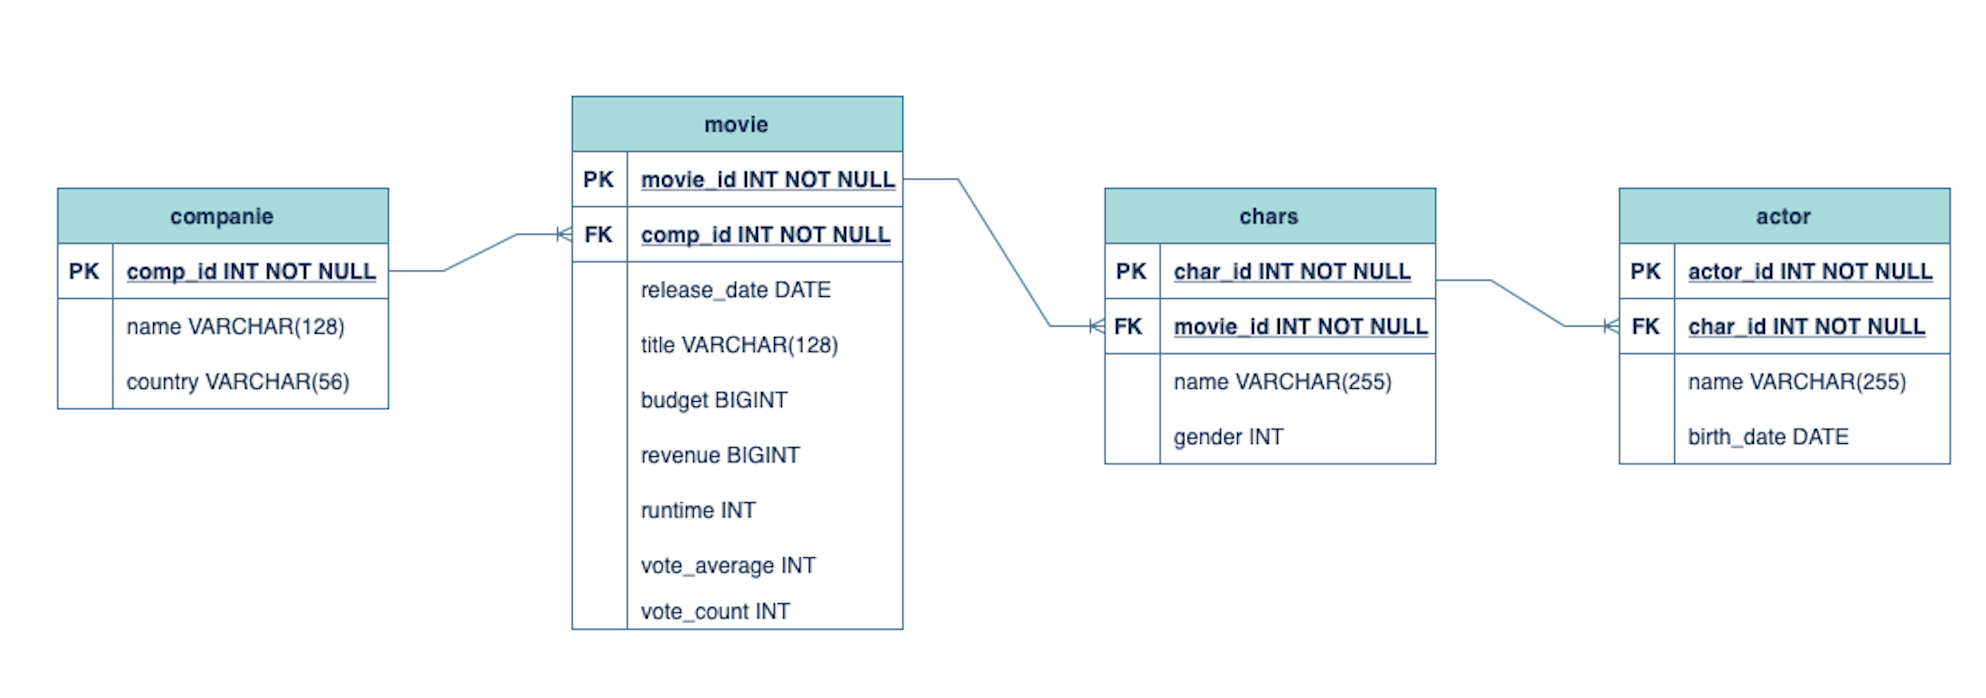 companie
PK comp_id INT NOT NULL
name VARCHAR(128)
country VARCHAR(56)
movie
PK movie_id INT NOT NULL
FK comp_id INT NOT NULL
release_date DATE
title VARCHAR(128)
budget BIGINT
revenue BIGINT
runtime INT
vote_average INT
vote_count INT
chars
PK char_id INT NOT NULL
FK movie_id INT NOT NULL
name VARCHAR(255)
gender INT
actor
PK actor_id INT NOT NULL
FK char_id INT NOT NULL
name VARCHAR(255)
birth_date DATE